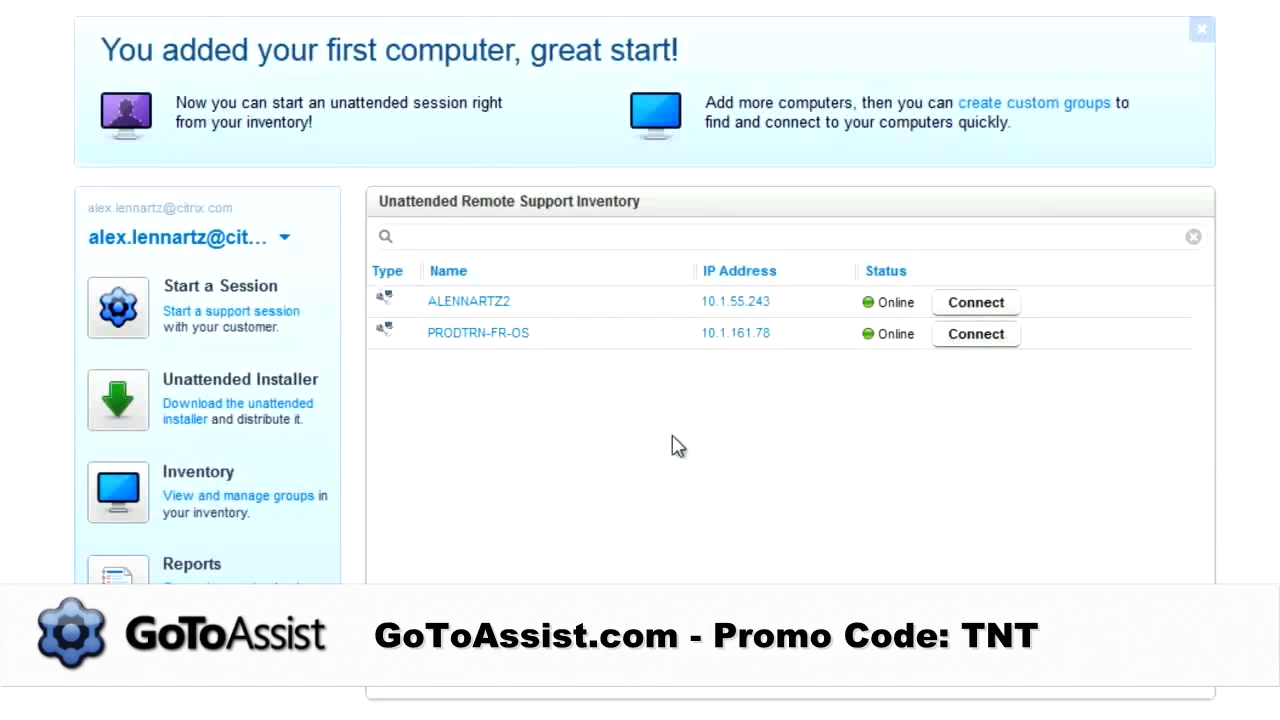 You added your first computer, great start!
Now you can start an unattended session right
from your inventory!
Add more computers, then you can create custom groups to
find and connect to your computers quickly.
alex.lennartz@citrix.com
alex.lennartz@cit...
Start a Session
Start a support session
with your customer.
Unattended Installer
Download the unattended
installer and distribute it.
Inventory
View and manage groups in
your inventory.
Reports
Unattended Remote Support Inventory
Type Name IP Address Status
ALENNARTZ2 10.1.55.243 Online Connect
PRODTRN-FR-OS 10.1.161.78 Online Connect
GoToAssist GoToAssist.com - Promo Code: TNT